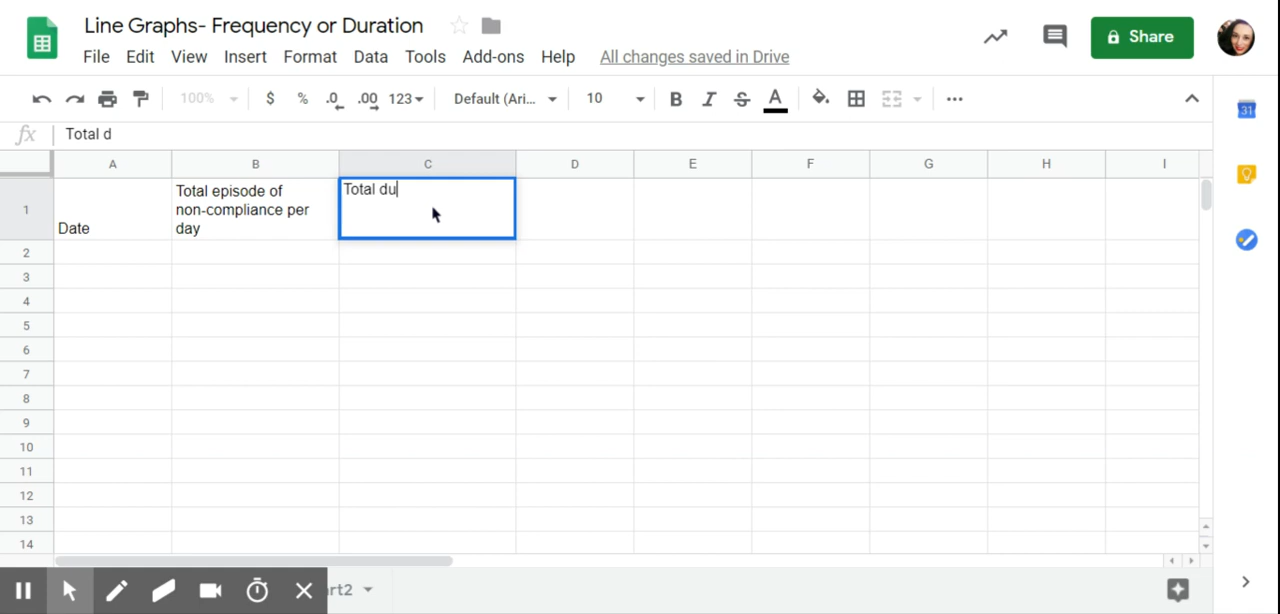 Line Graphs- Frequency or Duration
File Edit View Insert Format Data Tools Add-ons Help All changes saved in Drive
Share
100% $ % .0 .00 123 Default (Ari... 10 B I S A ...
31
fx Total d
A B C D E F G H I
1 Date
Total episode of
non-compliance per
day
Total du
2
3
4
5
6
7
8
9
10
11
12
13
14
art2